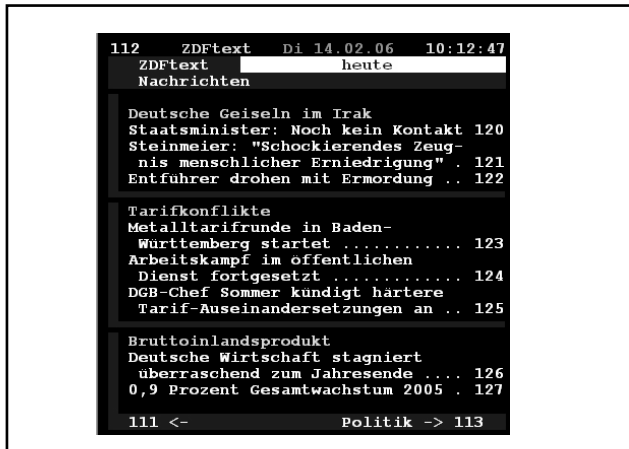 112 ZDFtext Di 14.02.06 10:12:47
ZDFtext heute
Nachrichten
Deutsche Geiseln im Irak
Staatsminister: Noch kein Kontakt 120
Steinmeier: "Schockierendes Zeug-
nis menschlicher Erniedrigung" . 121
Entführer drohen mit Ermordung .. 122
Tarifkonflikte
Metalltarifrunde in Baden-
Württemberg startet ............ 123
Arbeitskampf im öffentlichen
Dienst fortgesetzt ............. 124
DGB-Chef Sommer kündigt härtere
Tarif-Auseinandersetzungen an .. 125
Bruttoinlandsprodukt
Deutsche Wirtschaft stagniert
überraschend zum Jahresende .... 126
0,9 Prozent Gesamtwachstum 2005 . 127
111 <- Politik -> 113